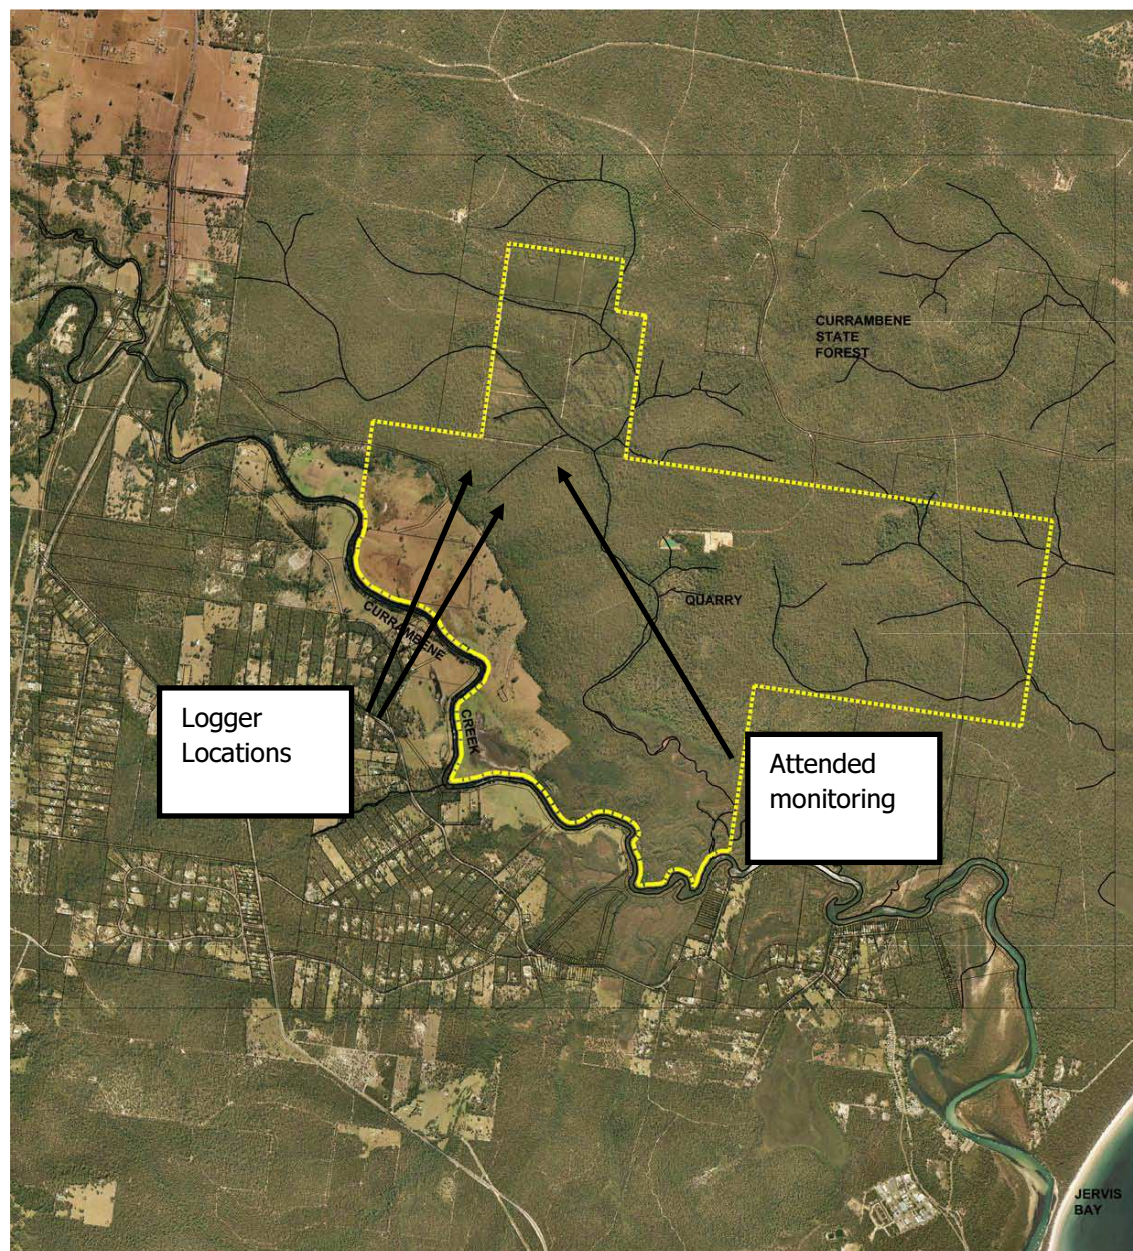 CURRAMBENE
STATE
FOREST
QUARRY
CURRAMBENE
CREEK
Logger
Locations
Attended
monitoring
JERVIS
BAY